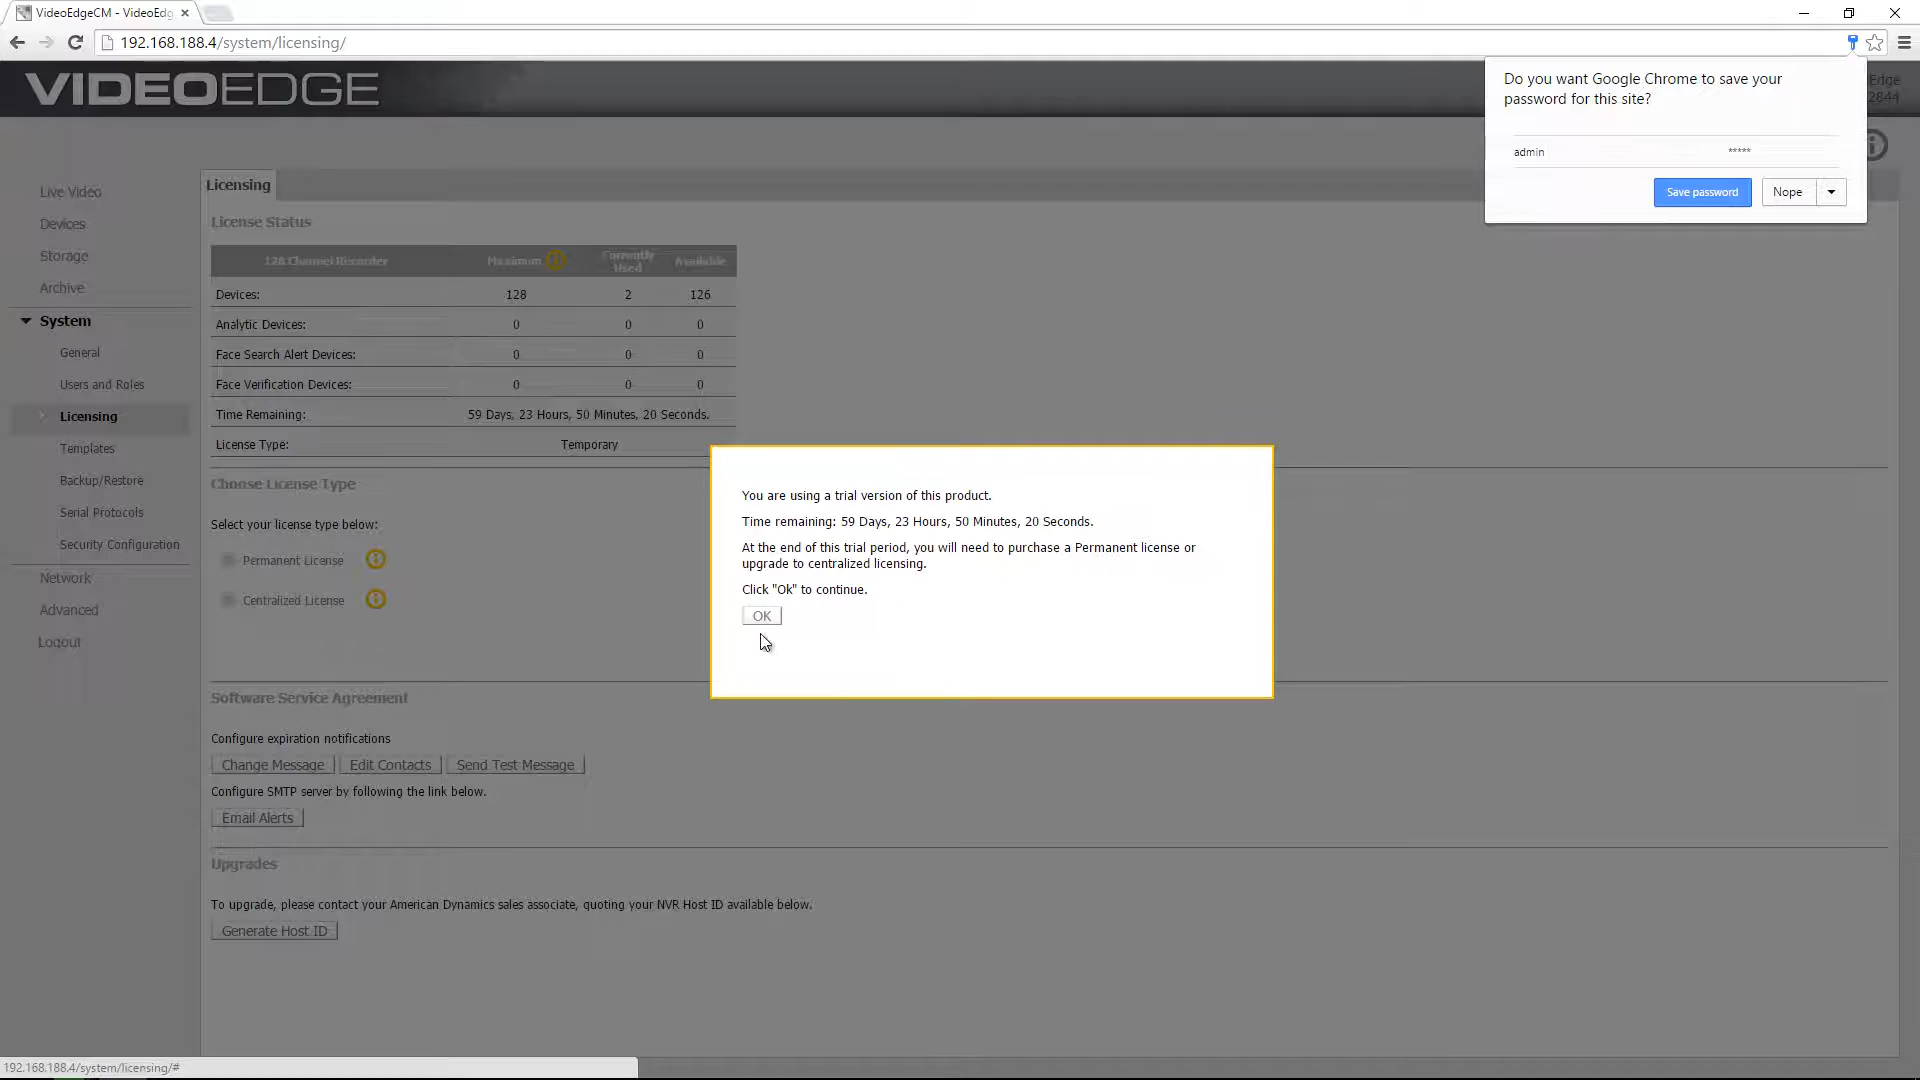 VideoEdgeCM - VideoEdg
192.168.188.4/system/licensing/
VIDEOEDGE
Edge
2844
Do you want Google Chrome to save your
password for this site?
admin *****
Save password Nope
Live Video
Devices
Storage
Archive
System
General
Users and Roles
Licensing
Templates
Backup/Restore
Serial Protocols
Security Configuration
Network
Advanced
Logout
Licensing
License Status
128 Channel Recorder Maximum Currently Used Available
Devices: 128 2 126
Analytic Devices: 0 0 0
Face Search Alert Devices: 0 0 0
Face Verification Devices: 0 0 0
Time Remaining: 59 Days, 23 Hours, 50 Minutes, 20 Seconds.
License Type: Temporary
Choose License Type
Select your license type below:
Permanent License
Centralized License
You are using a trial version of this product.
Time remaining: 59 Days, 23 Hours, 50 Minutes, 20 Seconds.
At the end of this trial period, you will need to purchase a Permanent license or
upgrade to centralized licensing.
Click "Ok" to continue.
OK
Software Service Agreement
Configure expiration notifications
Change Message Edit Contacts Send Test Message
Configure SMTP server by following the link below.
Email Alerts
Upgrades
To upgrade, please contact your American Dynamics sales associate, quoting your NVR Host ID available below.
Generate Host ID
192.168.188.4/system/licensing/#